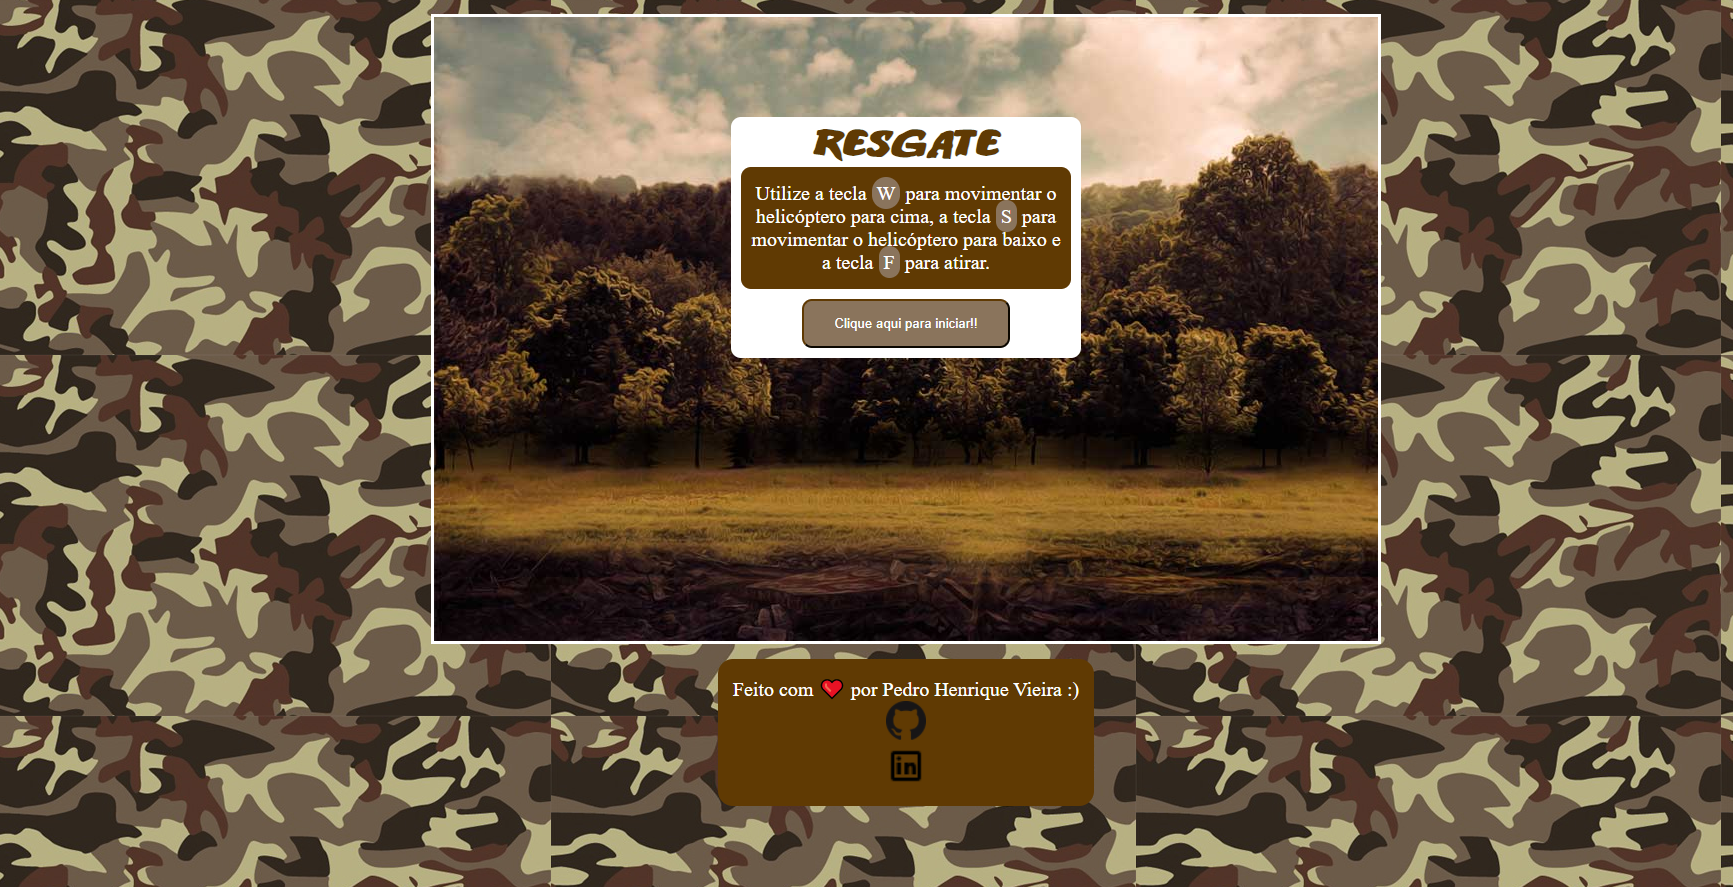 RESGATE
Utilize a tecla W para movimentar o
helicóptero para cima, a tecla S para
movimentar o helicóptero para baixo e
a tecla F para atirar.
Clique aqui para iniciar!!
Feito com ❤ por Pedro Henrique Vieira :)
in